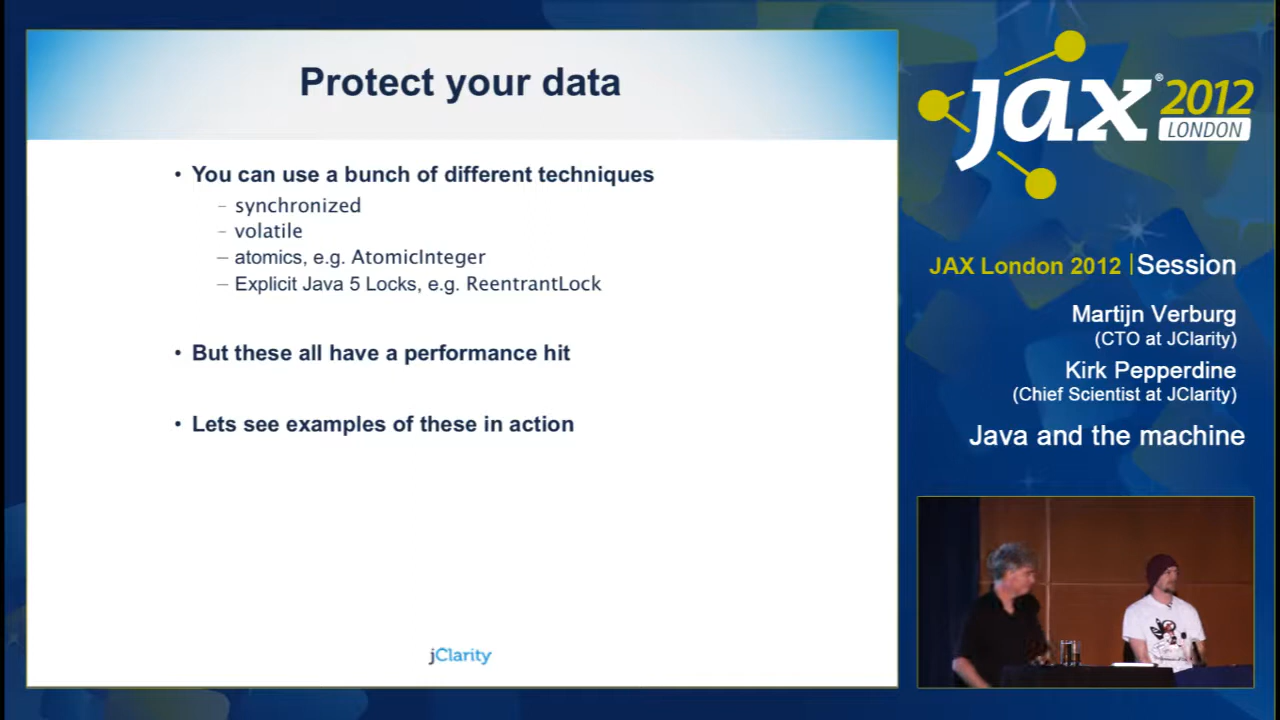 Protect your data
• You can use a bunch of different techniques
– synchronized
– volatile
– atomics, e.g. AtomicInteger
– Explicit Java 5 Locks, e.g. ReentrantLock
• But these all have a performance hit
• Lets see examples of these in action
jClarity
jax® 2012
LONDON
JAX London 2012 | Session
Martijn Verburg
(CTO at JClarity)
Kirk Pepperdine
(Chief Scientist at JClarity)
Java and the machine